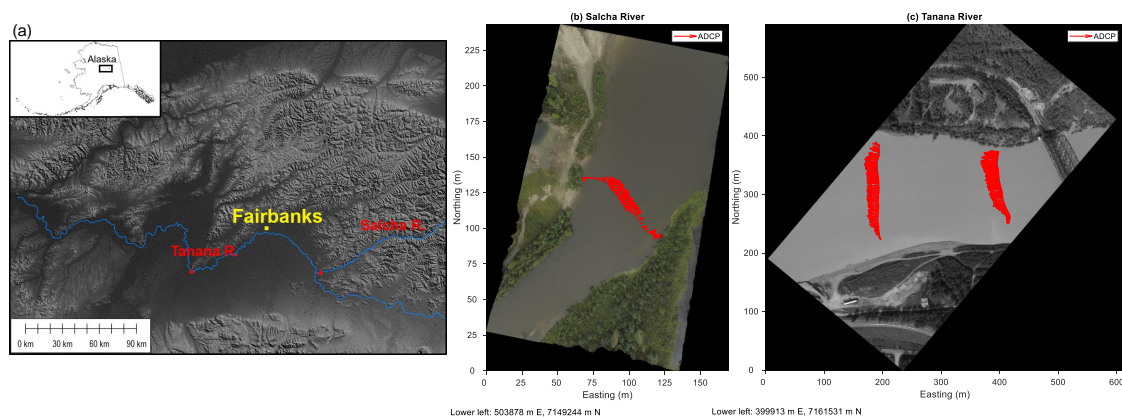 (a)
Alaska
Fairbanks
Salcha R.
Tanana R.
0 km 30 km 60 km 90 km
(b) Salcha River
ADCP
Northing (m)
225
200
175
150
125
100
75
50
25
0
0 25 50 75 100 125 150
Easting (m)
Lower left: 503878 m E, 7149244 m N
(c) Tanana River
ADCP
Northing (m)
500
400
300
200
100
0
0 100 200 300 400 500 600
Easting (m)
Lower left: 399913 m E, 7161531 m N